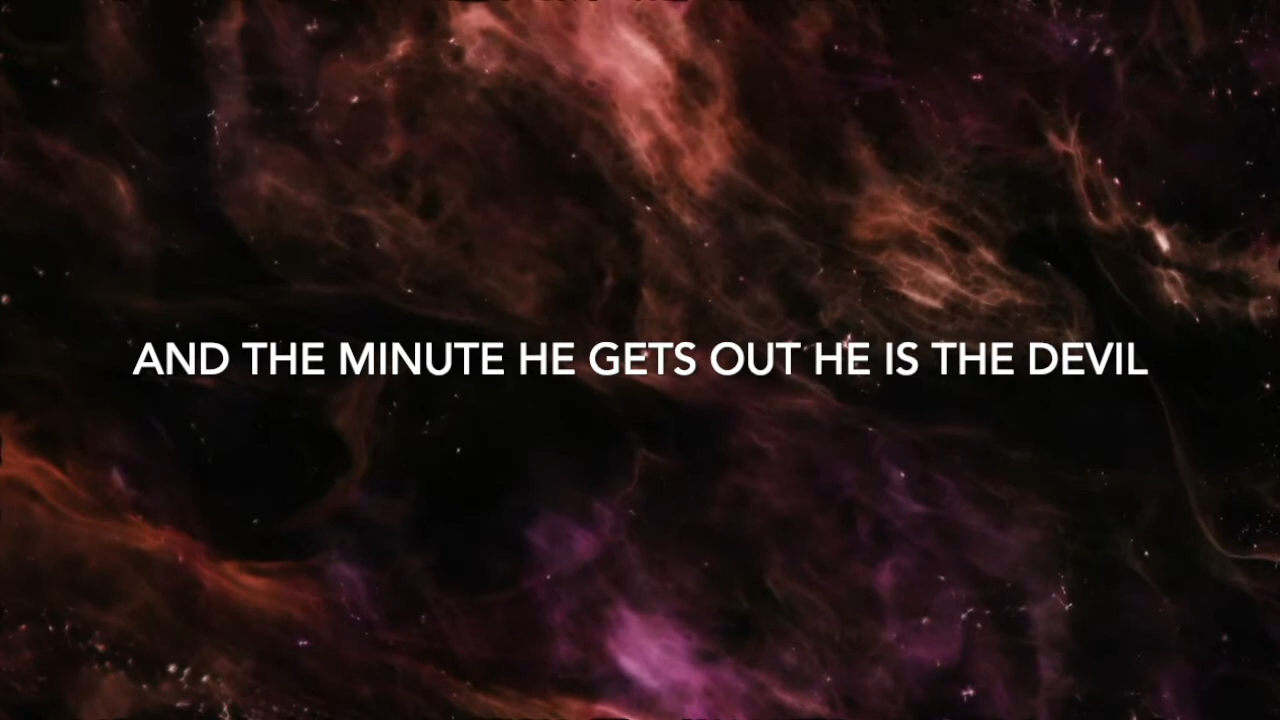 AND THE MINUTE HE GETS OUT HE IS THE DEVIL